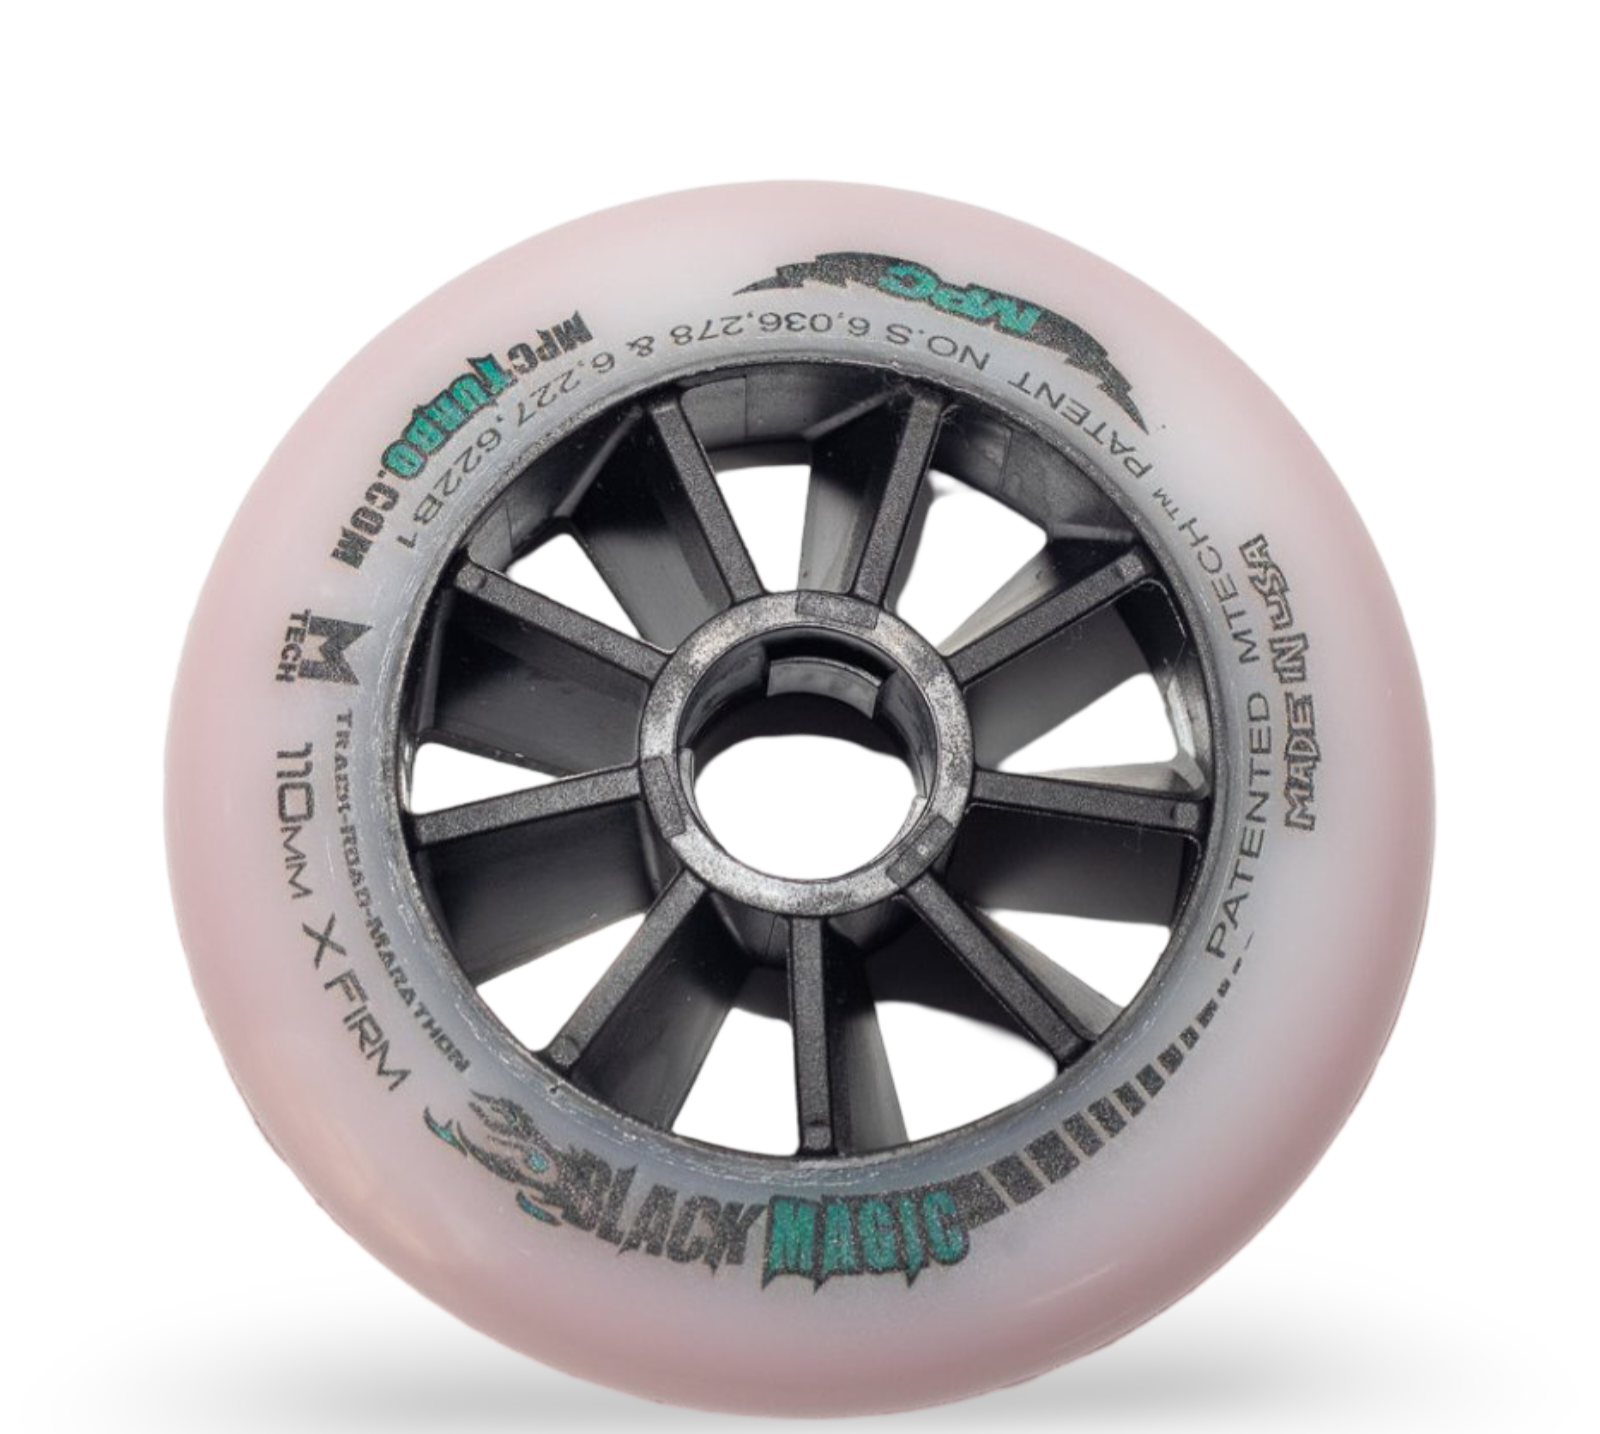 MPC
PATENTED MTECH™ PATENT NO.S 6,036,278 & 6,227,622B1
MPCTURBO.COM
M
TECH
110MM X FIRM
TRACK-ROAD-MARATHON
BLACK MAGIC
MADE IN USA